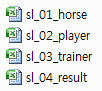 sl_01_horse
sl_02_player
sl_03_trainer
sl_04_result